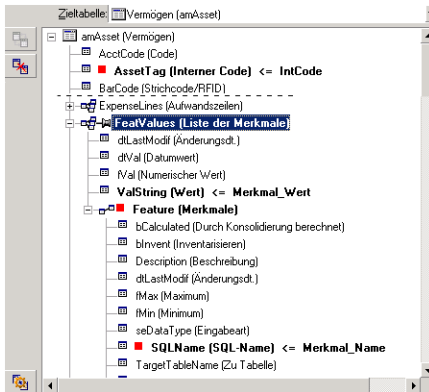 Zieltabelle: Vermögen (amAsset)
amAsset (Vermögen)
AcctCode (Code)
AssetTag (Interner Code) <= IntCode
BarCode (Strichcode/RFID)
ExpenseLines (Aufwandszeilen)
FeatValues (Liste der Merkmale)
dtLastModif (Änderungsdt.)
dtVal (Datumwert)
fVal (Numerischer Wert)
ValString (Wert) <= Merkmal_Wert
Feature (Merkmale)
bCalculated (Durch Konsolidierung berechnet)
bInvent (Inventarisieren)
Description (Beschreibung)
dtLastModif (Änderungsdt.)
fMax (Maximum)
fMin (Minimum)
seDataType (Eingabeart)
SQLName (SQL-Name) <= Merkmal_Name
TargetTableName (Zu Tabelle)